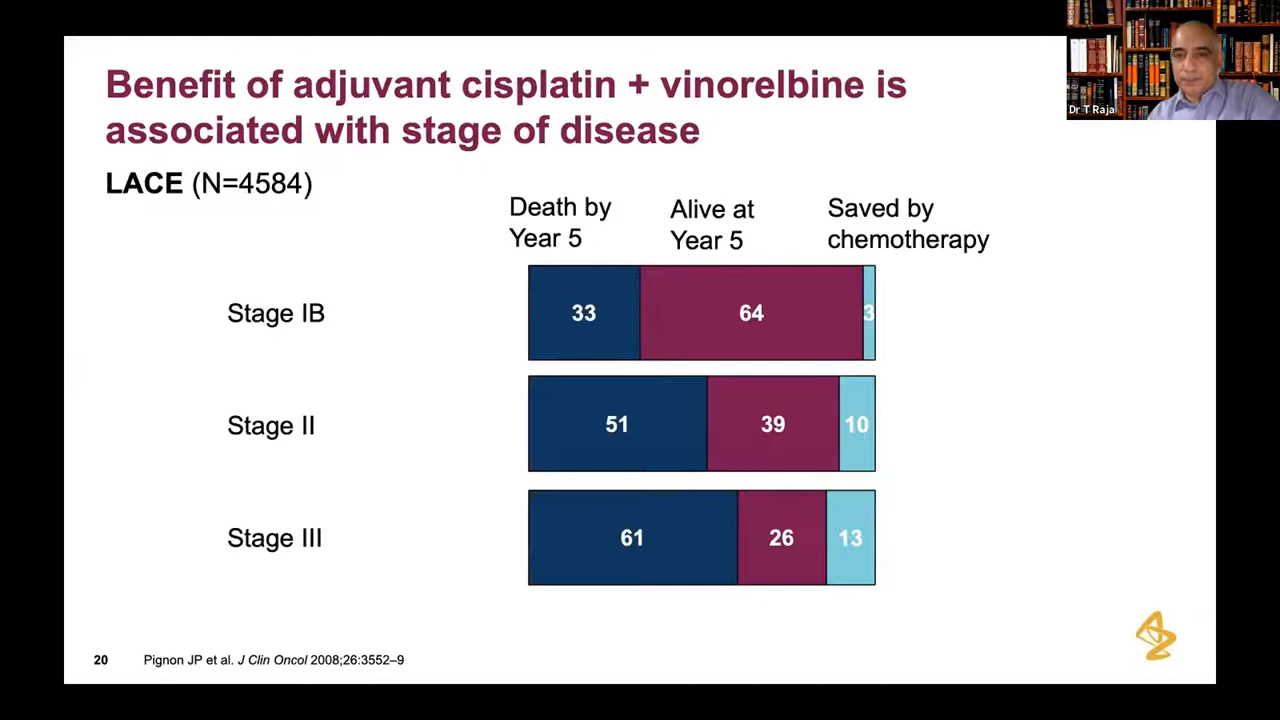 Benefit of adjuvant cisplatin + vinorelbine is
associated with stage of disease
Dr T Raja
LACE (N=4584)
Death by
Year 5
Alive at
Year 5
Saved by
chemotherapy
Stage IB
33
64
3
Stage II
51
39
10
Stage III
61
26
13
20
Pignon JP et al. J Clin Oncol 2008;26:3552–9